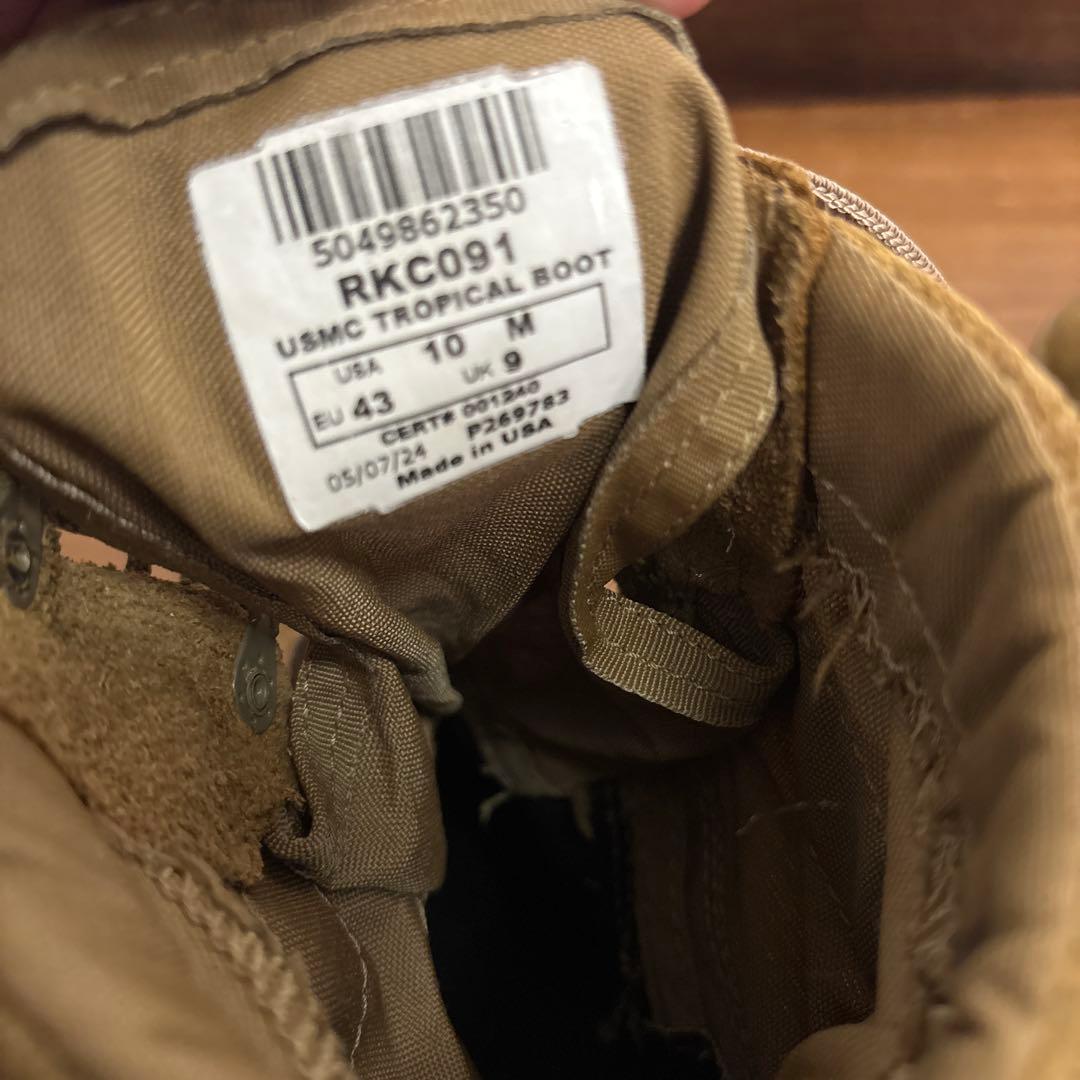 5049862350
RKC091
USMC TROPICAL BOOT
USA 10 M
EU 43 UK 9
CERT# 001240
05/07/24 P269783
Made in USA